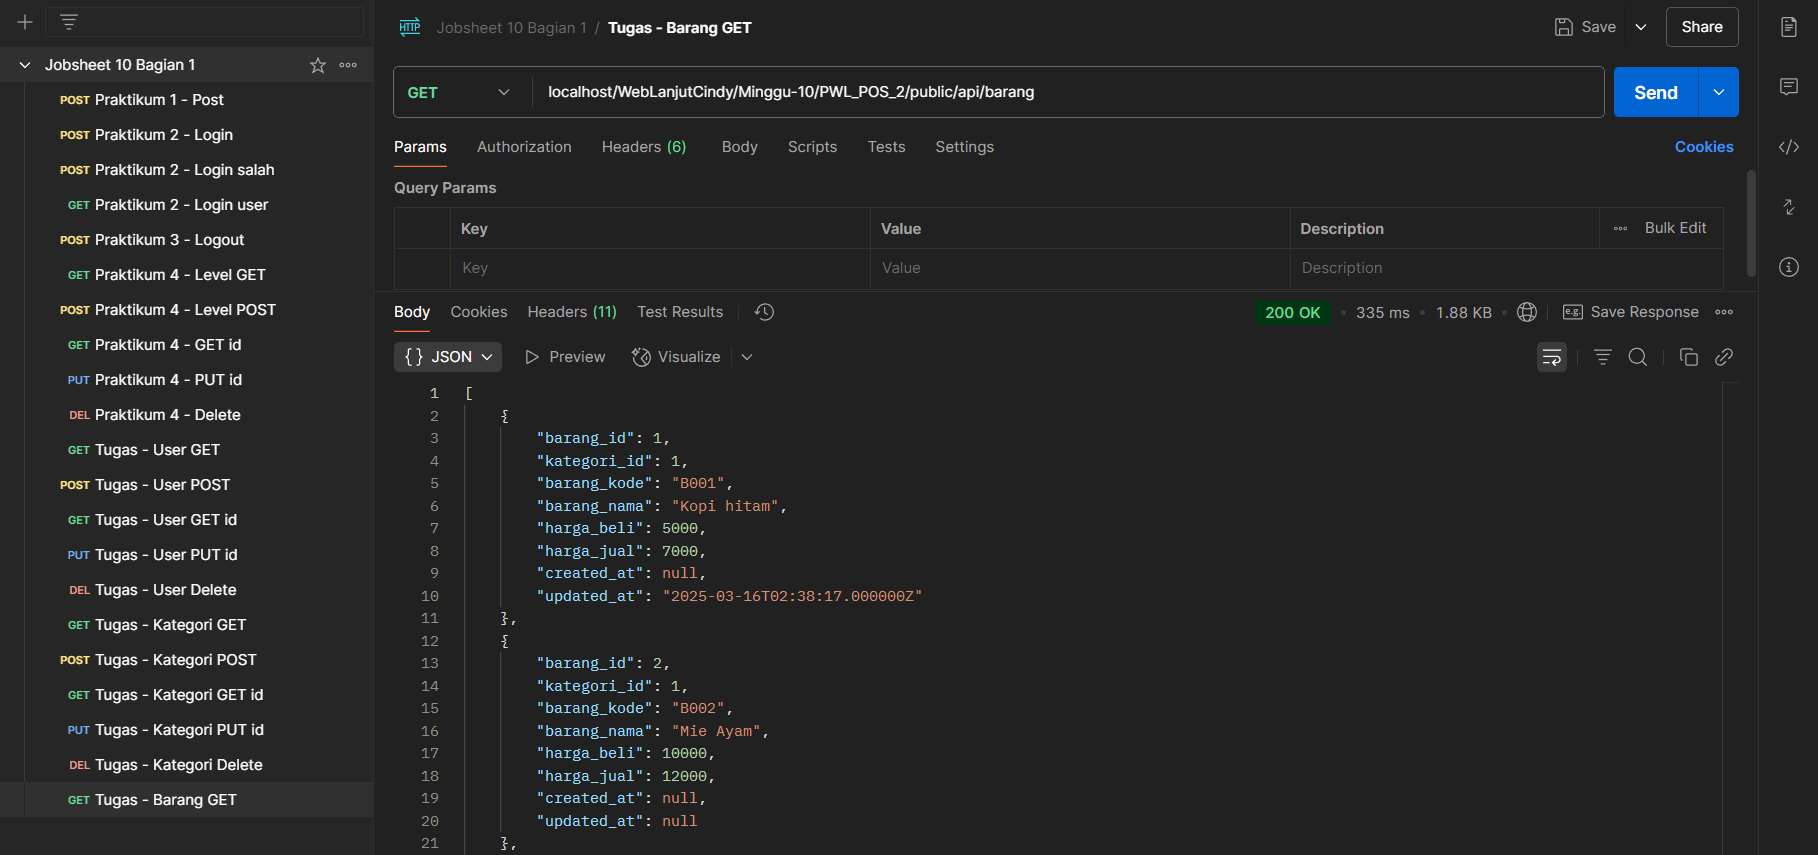 Jobsheet 10 Bagian 1
POST Praktikum 1 - Post
POST Praktikum 2 - Login
POST Praktikum 2 - Login salah
GET Praktikum 2 - Login user
POST Praktikum 3 - Logout
GET Praktikum 4 - Level GET
POST Praktikum 4 - Level POST
GET Praktikum 4 - GET id
PUT Praktikum 4 - PUT id
DEL Praktikum 4 - Delete
GET Tugas - User GET
POST Tugas - User POST
GET Tugas - User GET id
PUT Tugas - User PUT id
DEL Tugas - User Delete
GET Tugas - Kategori GET
POST Tugas - Kategori POST
GET Tugas - Kategori GET id
PUT Tugas - Kategori PUT id
DEL Tugas - Kategori Delete
GET Tugas - Barang GET
HTTP Jobsheet 10 Bagian 1 / Tugas - Barang GET
Save Share
GET localhost/WebLanjutCindy/Minggu-10/PWL_POS_2/public/api/barang
Send
Params Authorization Headers (6) Body Scripts Tests Settings Cookies
Query Params
Key Value Description Bulk Edit
Key Value Description
Body Cookies Headers (11) Test Results 200 OK • 335 ms • 1.88 KB • e.g. Save Response
{} JSON Preview Visualize
1 [
2 {
3 "barang_id": 1,
4 "kategori_id": 1,
5 "barang_kode": "B001",
6 "barang_nama": "Kopi hitam",
7 "harga_beli": 5000,
8 "harga_jual": 7000,
9 "created_at": null,
10 "updated_at": "2025-03-16T02:38:17.000000Z"
11 },
12 {
13 "barang_id": 2,
14 "kategori_id": 1,
15 "barang_kode": "B002",
16 "barang_nama": "Mie Ayam",
17 "harga_beli": 10000,
18 "harga_jual": 12000,
19 "created_at": null,
20 "updated_at": null
21 },